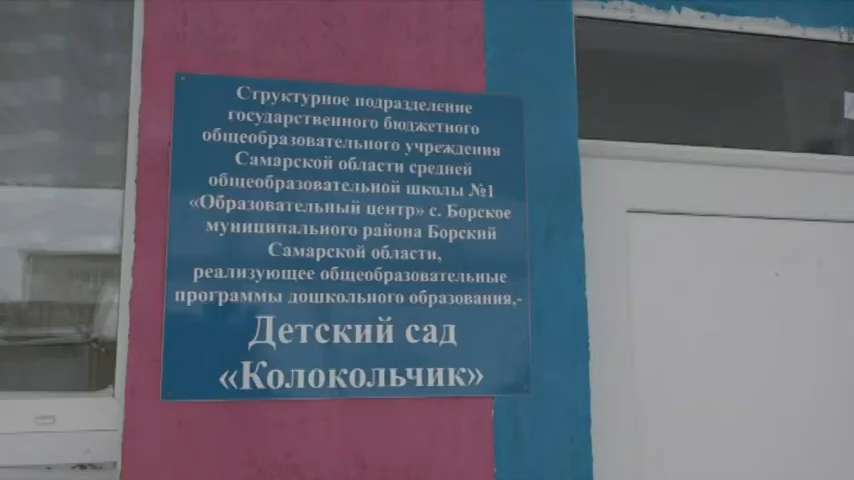 Структурное подразделение
государственного бюджетного
общеобразовательного учреждения
Самарской области средней
общеобразовательной школы №1
«Образовательный центр» с. Борское
муниципального района Борский
Самарской области,
реализующее общеобразовательные
программы дошкольного образования,-
Детский сад
«Колокольчик»